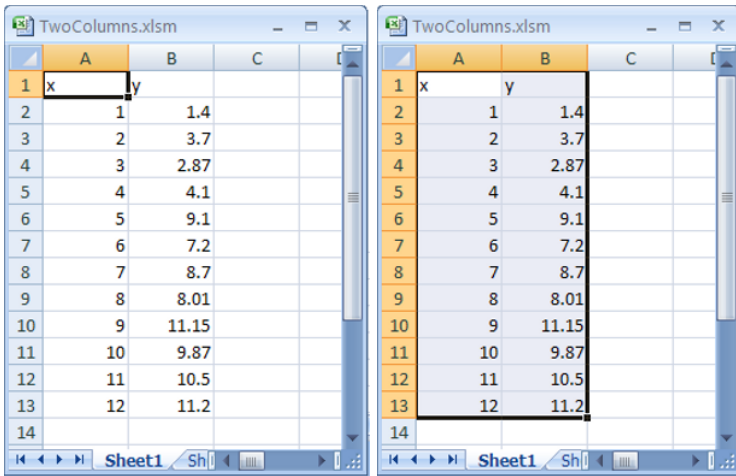 TwoColumns.xlsm
A B C D
1 x y
2 1 1.4
3 2 3.7
4 3 2.87
5 4 4.1
6 5 9.1
7 6 7.2
8 7 8.7
9 8 8.01
10 9 11.15
11 10 9.87
12 11 10.5
13 12 11.2
14
Sheet1 Sh
TwoColumns.xlsm
A B C D
1 x y
2 1 1.4
3 2 3.7
4 3 2.87
5 4 4.1
6 5 9.1
7 6 7.2
8 7 8.7
9 8 8.01
10 9 11.15
11 10 9.87
12 11 10.5
13 12 11.2
14
Sheet1 Sh